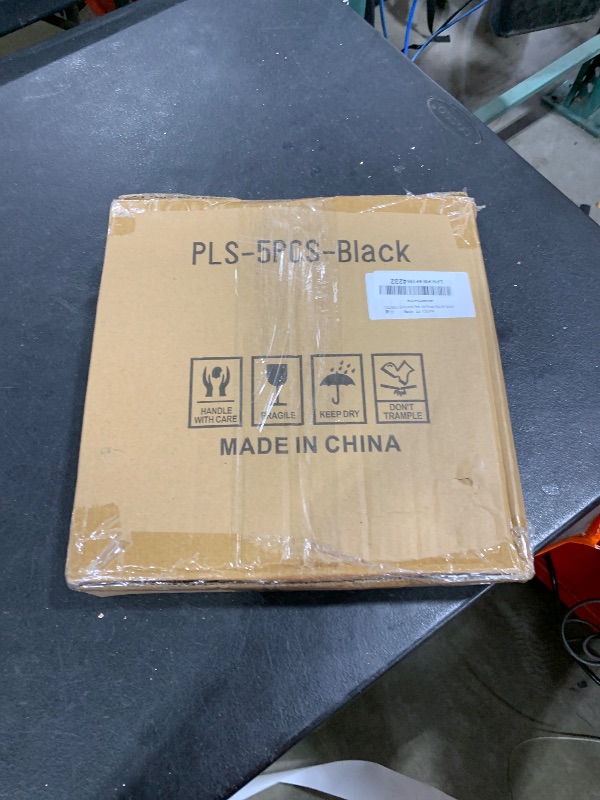 PLS-5PCS-Black
HANDLE
WITH CARE
FRAGILE
KEEP DRY
DON'T
TRAMPLE
MADE IN CHINA